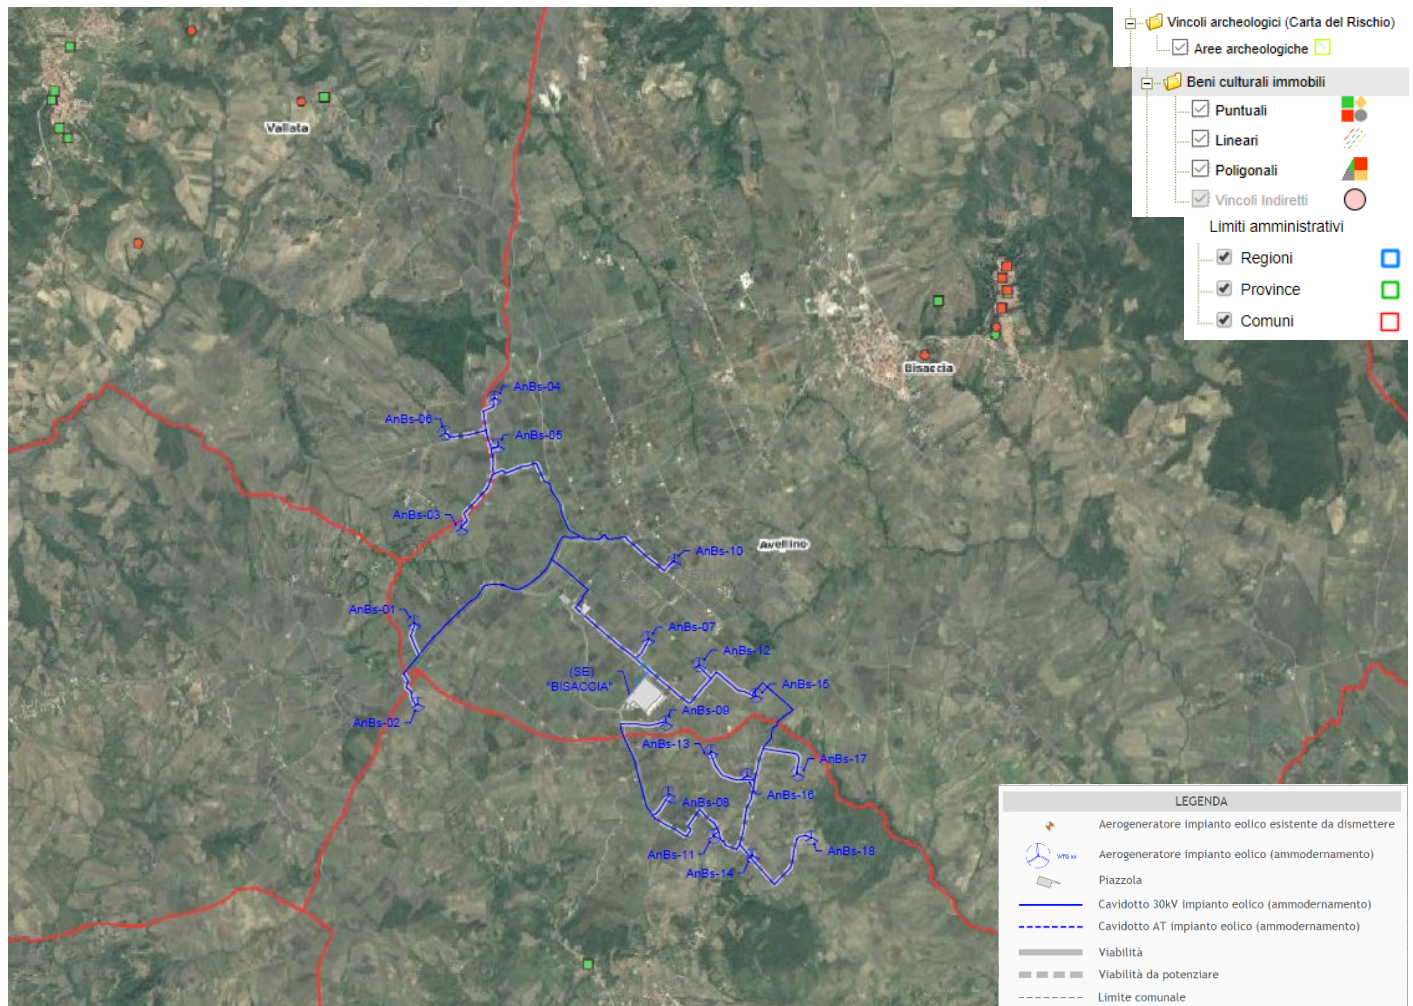 Vincoli archeologici (Carta del Rischio)
Aree archeologiche
Beni culturali immobili
Puntuali
Lineari
Poligonali
Vincoli Indiretti
Limiti amministrativi
Regioni
Province
Comuni
Vallata
Bisaccia
AnBs-04
AnBs-06
AnBs-05
AnBs-03
Avellino
AnBs-10
AnBs-01
AnBs-07
AnBs-12
(SE)
"BISACCIA"
AnBs-15
AnBs-09
AnBs-02
AnBs-13
AnBs-17
AnBs-16
AnBs-08
AnBs-11
AnBs-18
AnBs-14
LEGENDA
Aerogeneratore impianto eolico esistente da dismettere
WTG xx Aerogeneratore impianto eolico (ammodernamento)
Piazzola
Cavidotto 30kV impianto eolico (ammodernamento)
Cavidotto AT impianto eolico (ammodernamento)
Viabilità
Viabilità da potenziare
Limite comunale